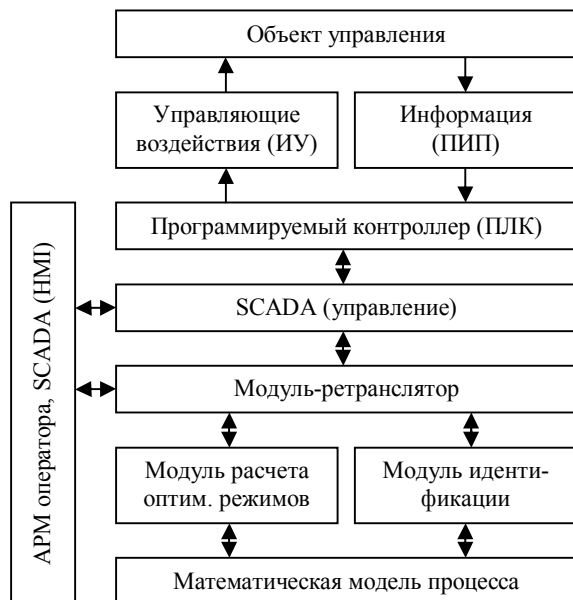 Объект управления
Управляющие
воздействия (ИУ)
Информация
(ПИП)
Программируемый контроллер (ПЛК)
SCADA (управление)
Модуль-ретранслятор
Модуль расчета
оптим. режимов
Модуль иденти-
фикации
Математическая модель процесса
АРМ оператора, SCADA (HMI)